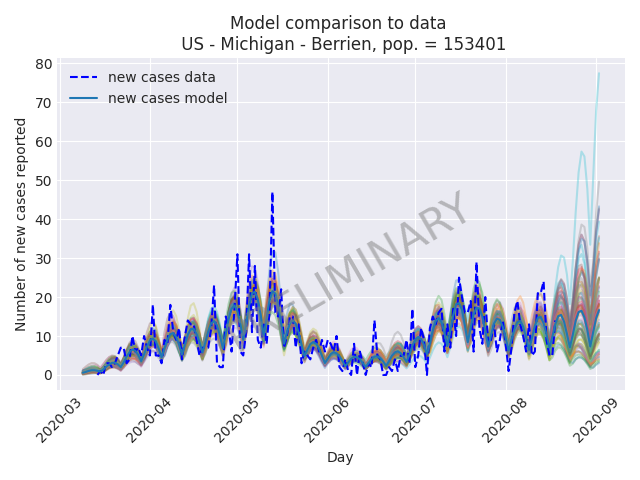 Model comparison to data
US - Michigan - Berrien, pop. = 153401
new cases data
new cases model
PRELIMINARY
Number of new cases reported
80
70
60
50
40
30
20
10
0
2020-03
2020-04
2020-05
2020-06
2020-07
2020-08
2020-09
Day